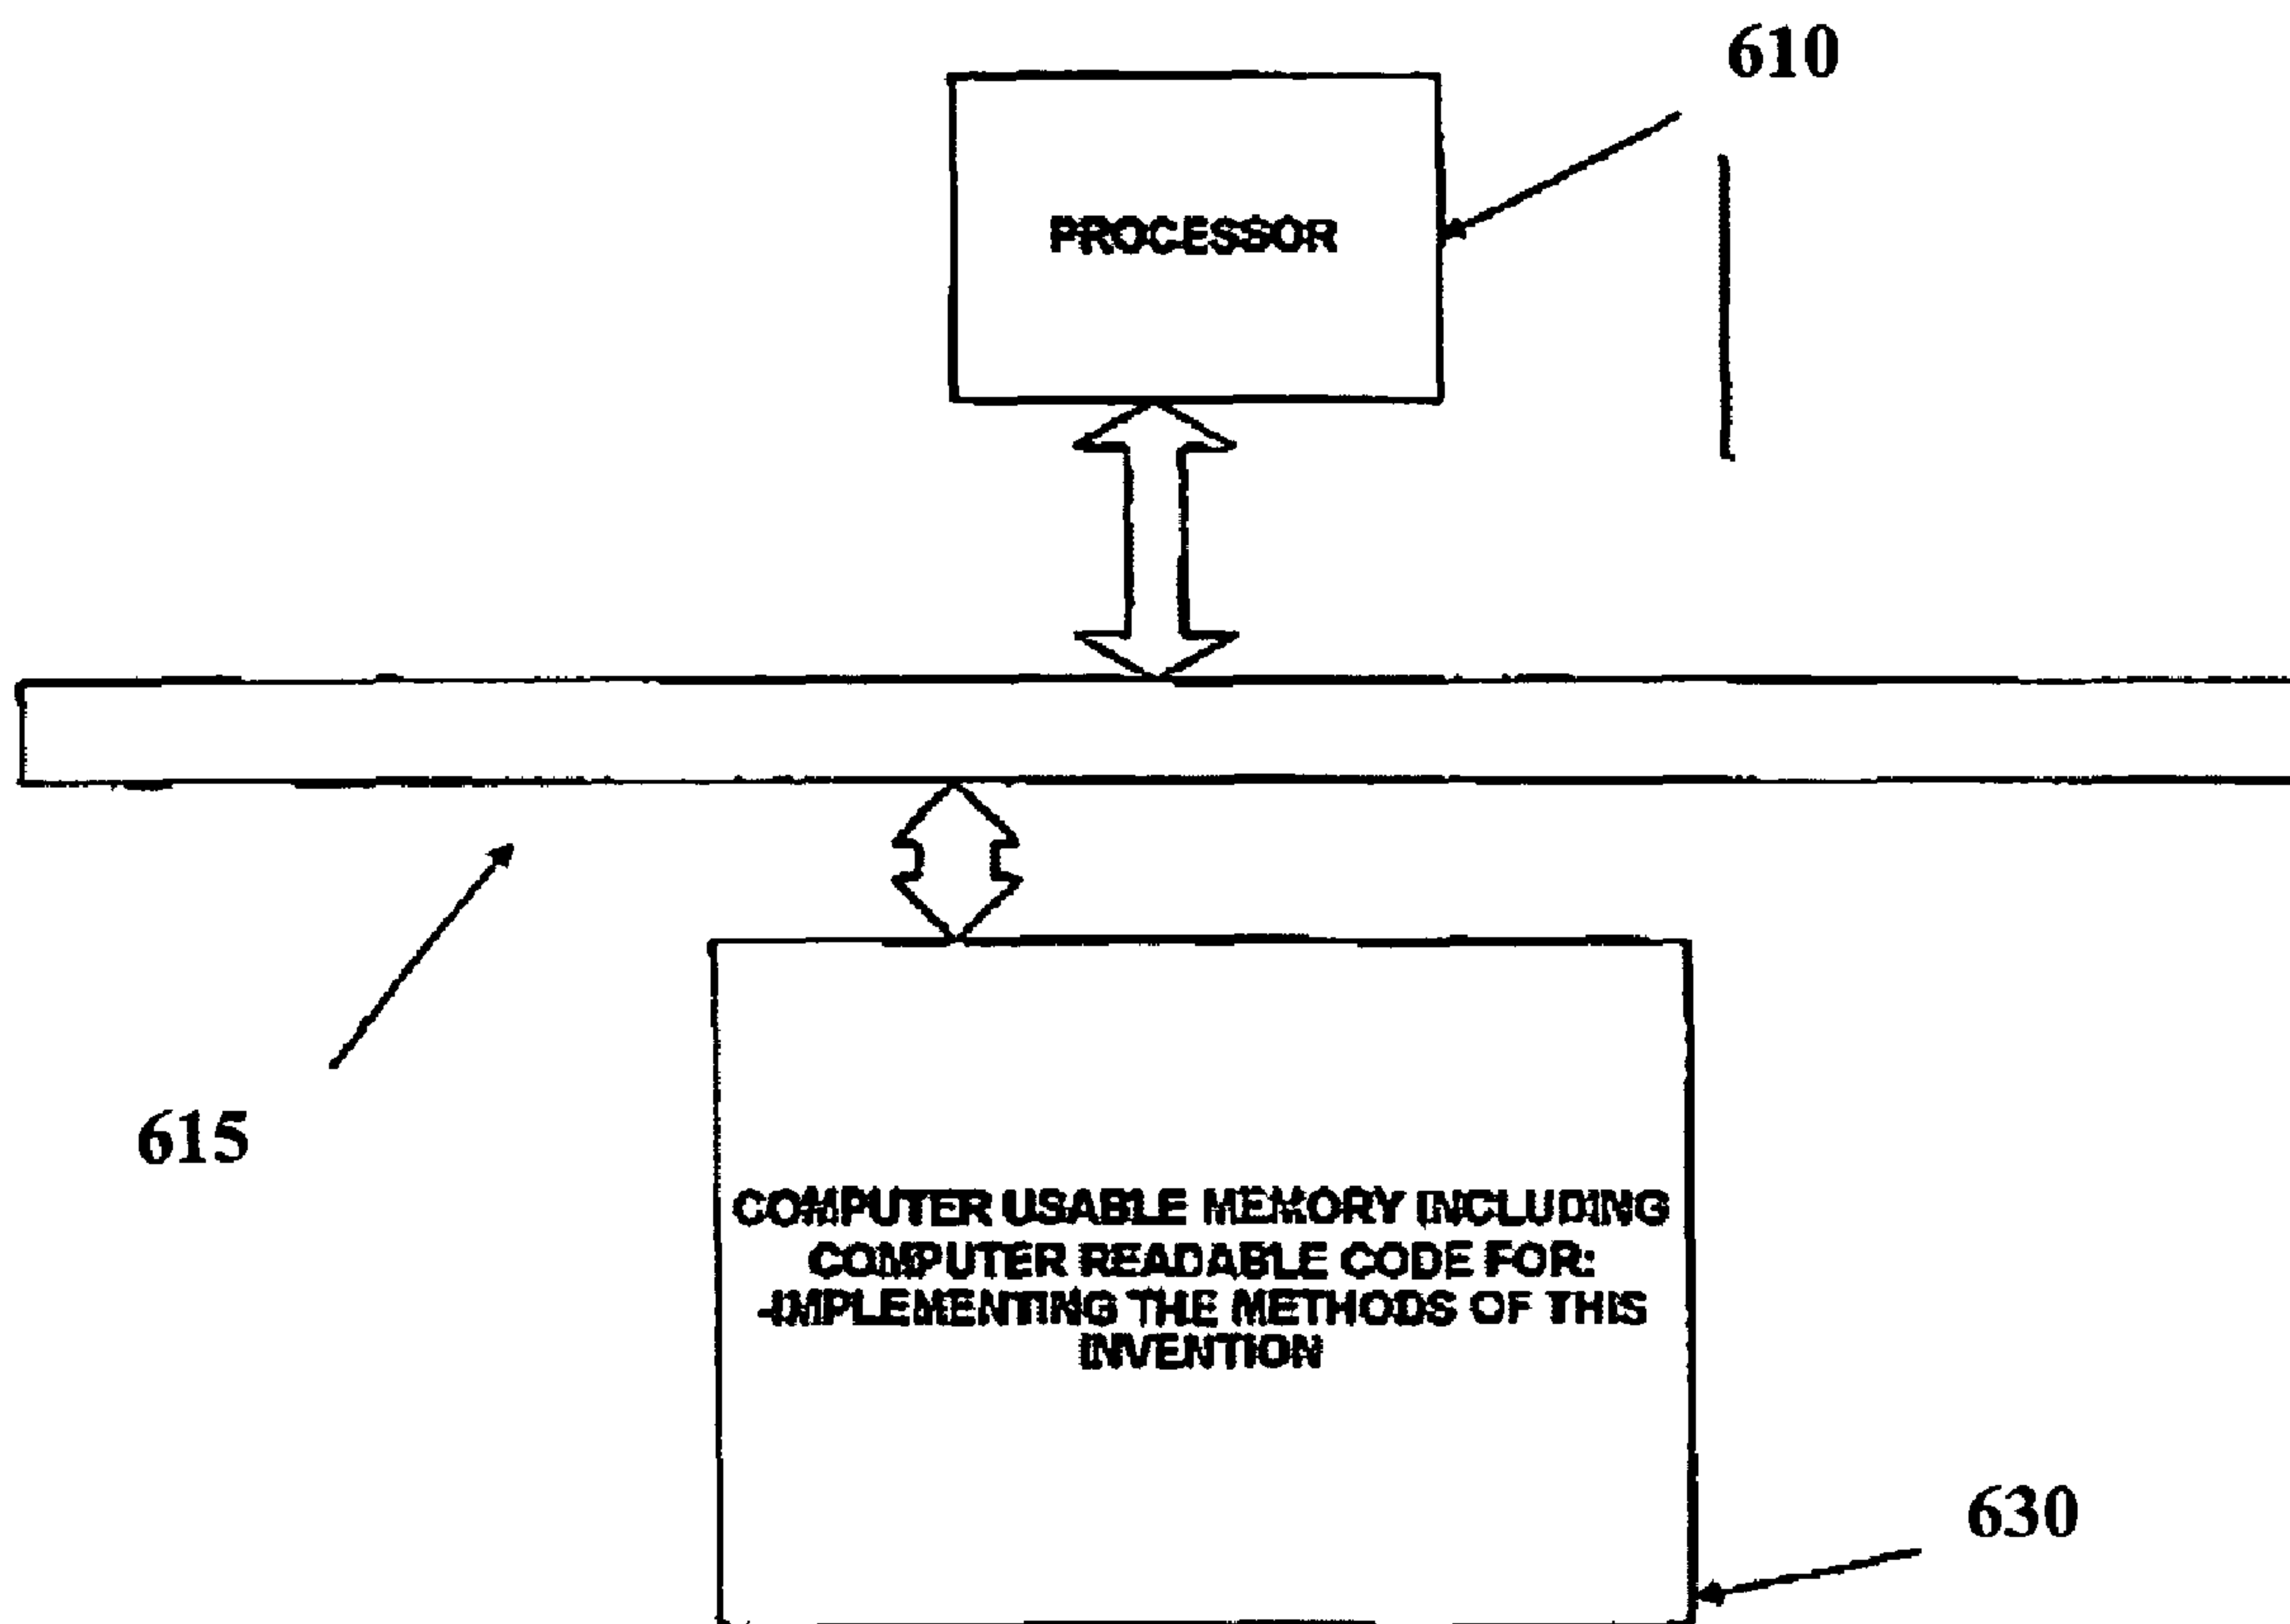 610
PROCESSOR
615
COMPUTER USABLE MEMORY INCLUDING
COMPUTER READABLE CODE FOR:
-IMPLEMENTING THE METHODS OF THIS
INVENTION
630